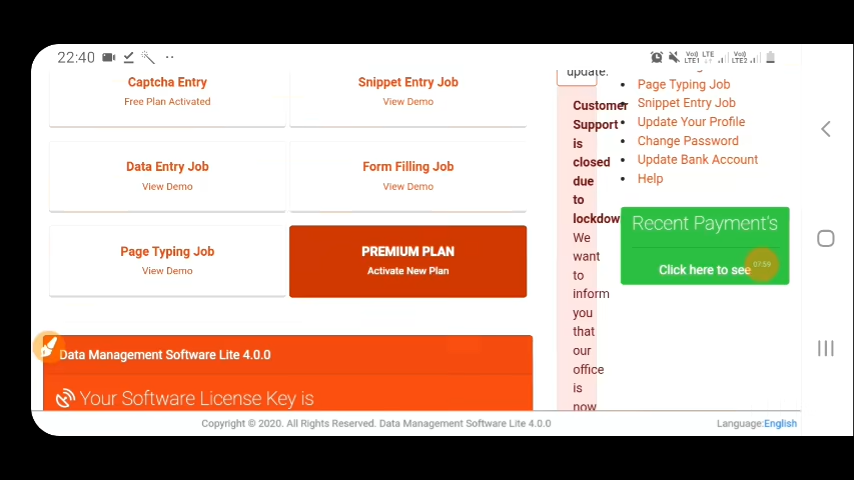 22:40
LTE
LTE1
LTE2
Captcha Entry
Free Plan Activated
Snippet Entry Job
View Demo
Data Entry Job
View Demo
Form Filling Job
View Demo
Page Typing Job
View Demo
PREMIUM PLAN
Activate New Plan
Data Management Software Lite 4.0.0
Your Software License Key is
update.
Customer
Support
is
closed
due
to
lockdow
We
want
to
inform
you
that
our
office
is
now
Page Typing Job
Snippet Entry Job
Update Your Profile
Change Password
Update Bank Account
Help
Recent Payment's
Click here to see
07:59
Copyright © 2020. All Rights Reserved. Data Management Software Lite 4.0.0
Language:English